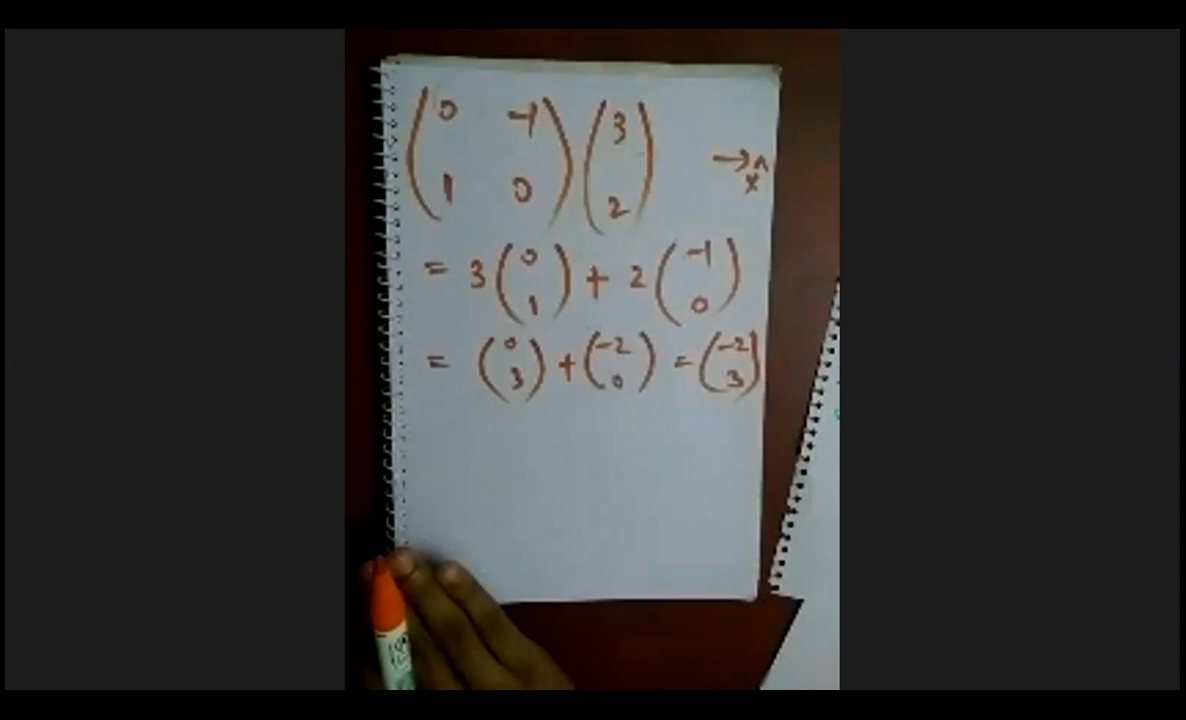 (0 -1
1 0) (3
2) → x̂
= 3 (0
1) + 2 (-1
0)
= (0
3) + (-2
0) = (-2
3)